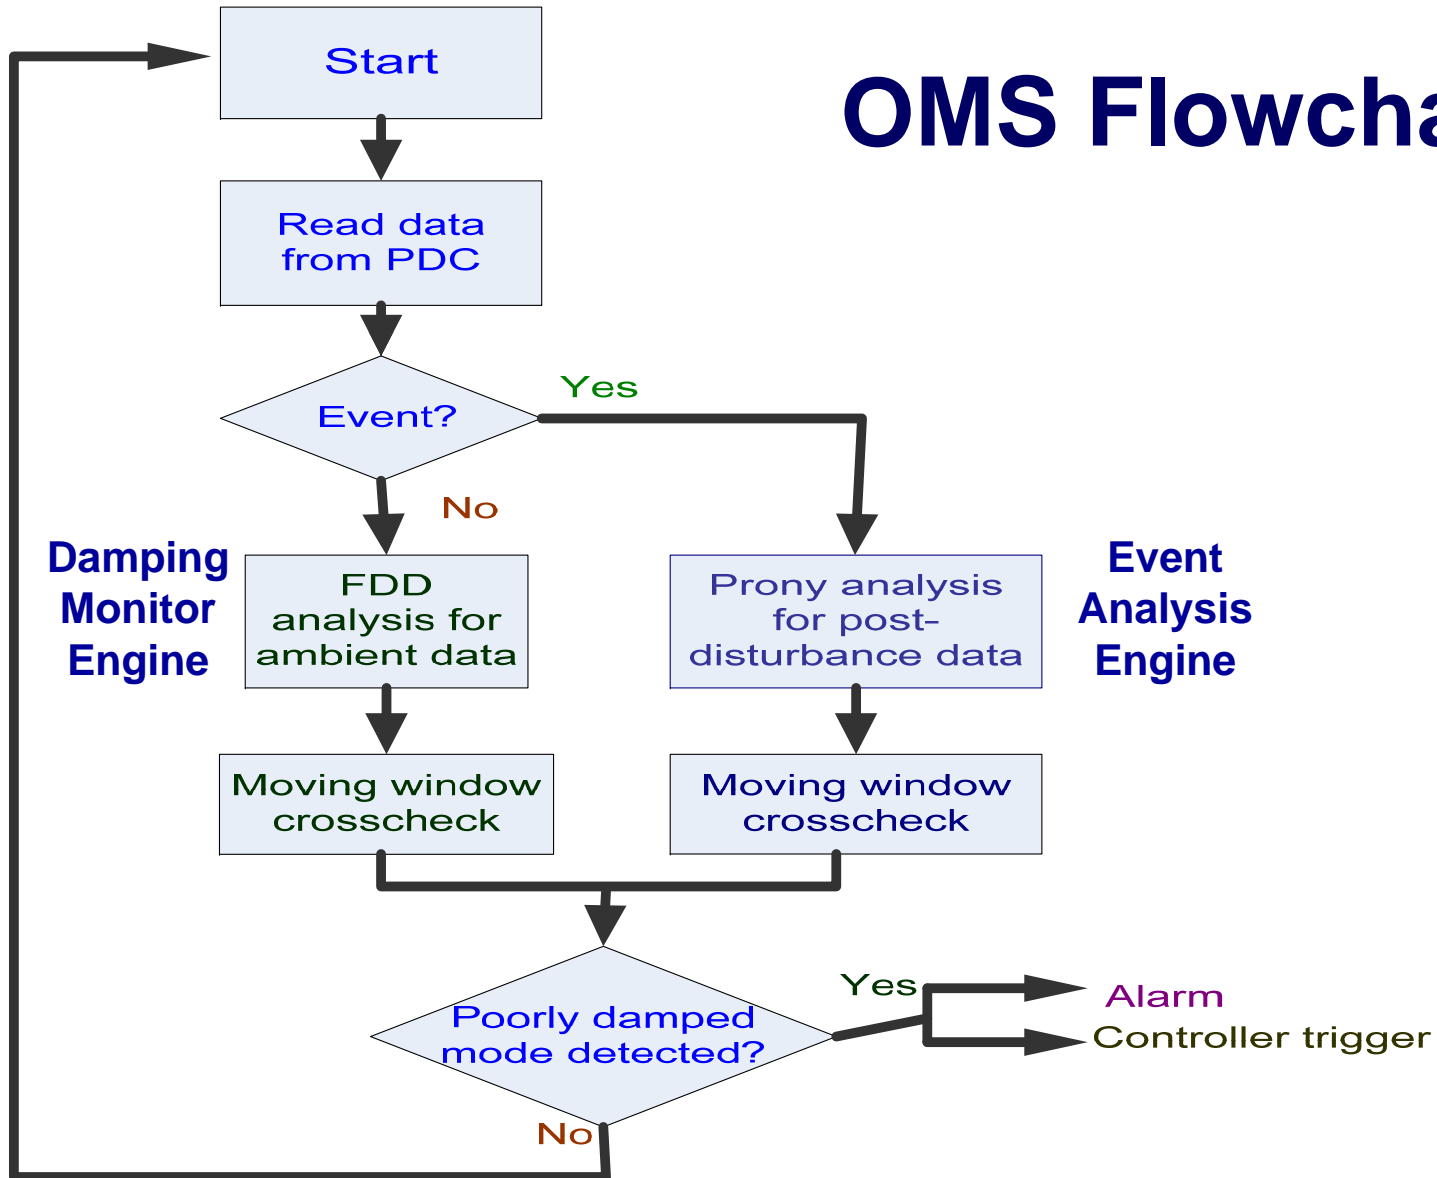 Start
OMS Flowcha
Read data
from PDC
Yes
Event?
No
Damping
Monitor
Engine
FDD
analysis for
ambient data
Prony analysis
for post-
disturbance data
Event
Analysis
Engine
Moving window
crosscheck
Moving window
crosscheck
Yes
Alarm
Controller trigger
Poorly damped
mode detected?
No